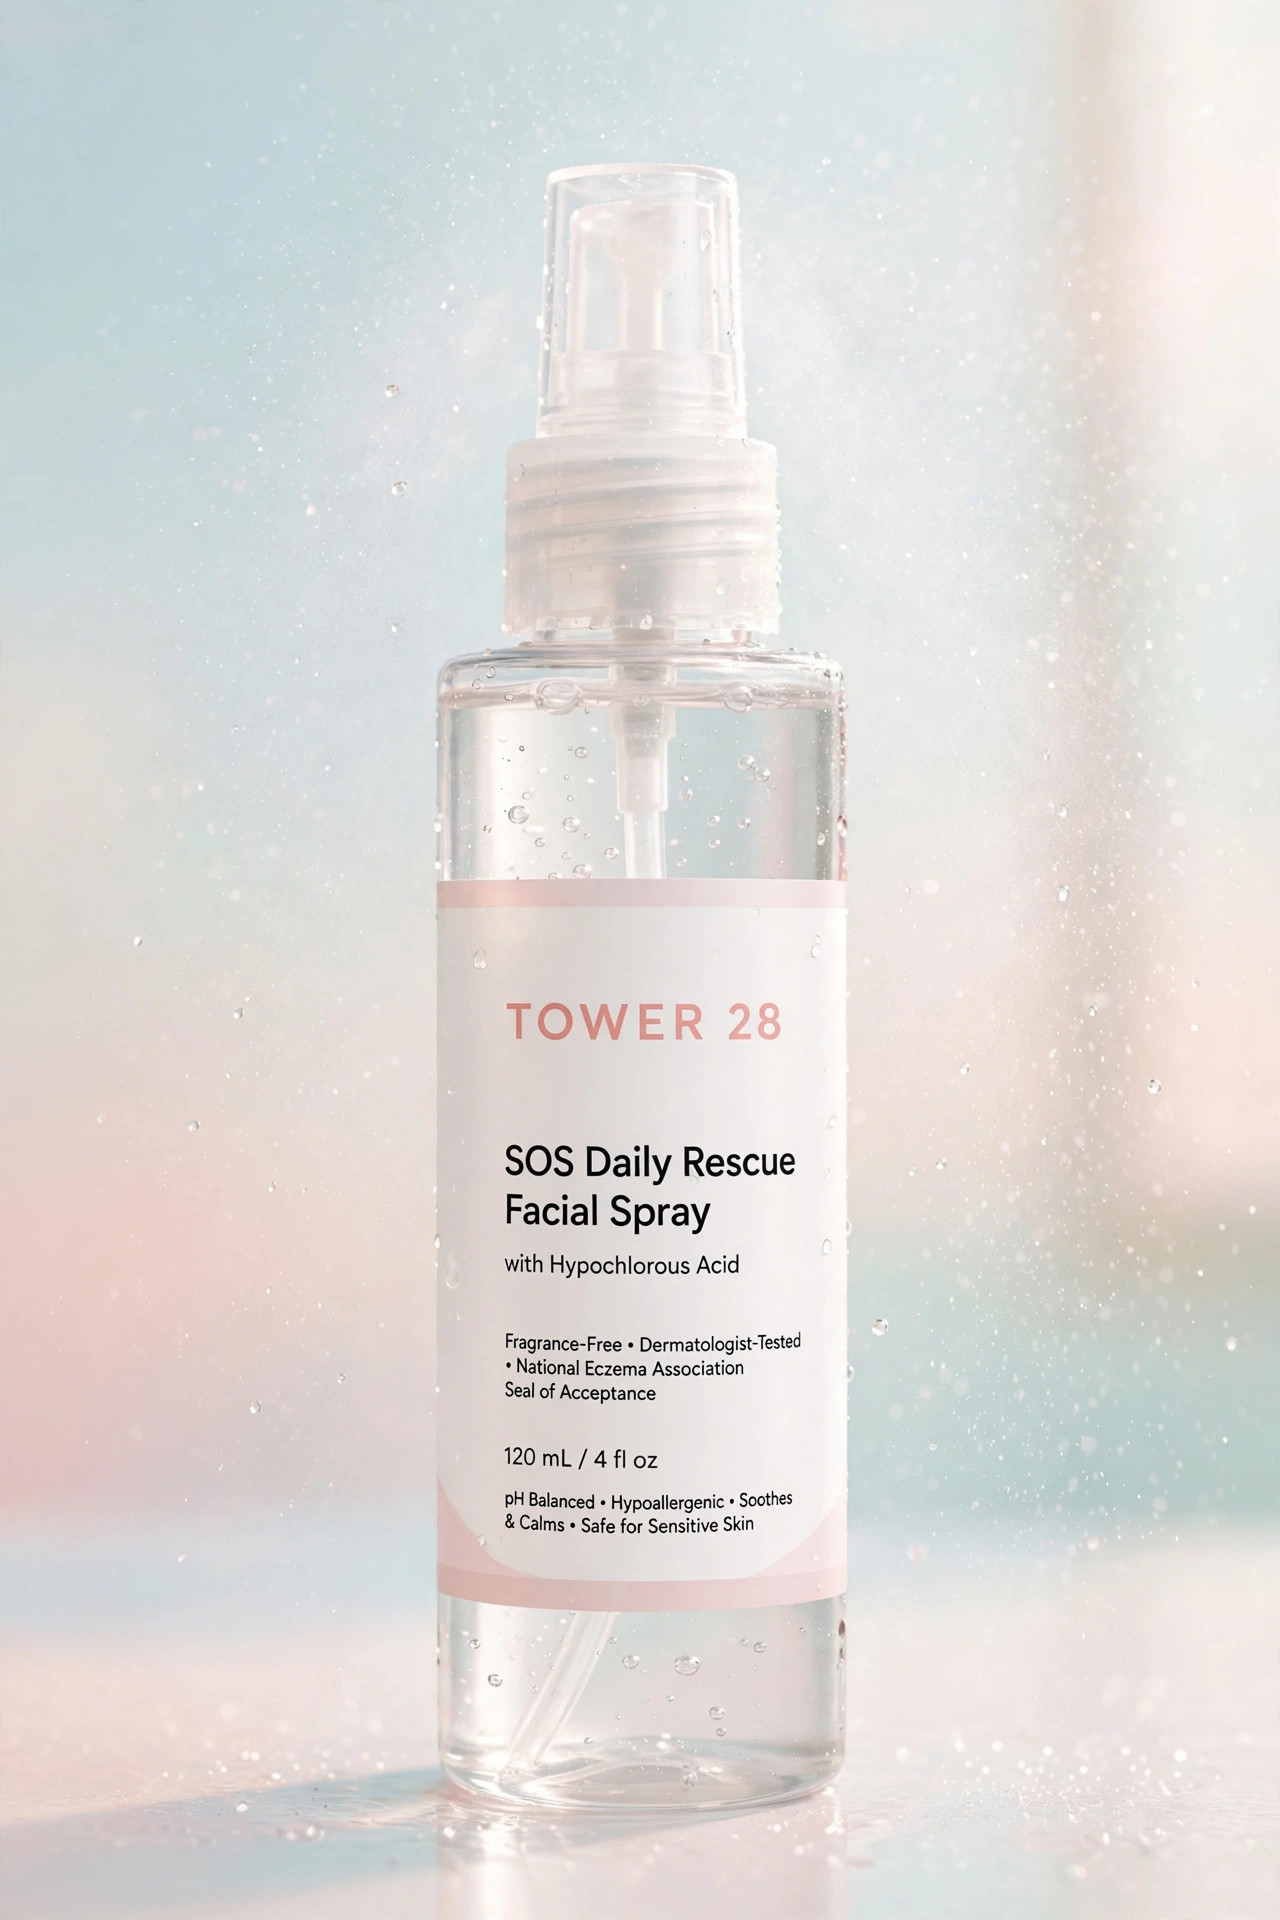 TOWER 28
SOS Daily Rescue
Facial Spray
with Hypochlorous Acid
Fragrance-Free • Dermatologist-Tested
• National Eczema Association
Seal of Acceptance
120 mL / 4 fl oz
pH Balanced • Hypoallergenic • Soothes
& Calms • Safe for Sensitive Skin